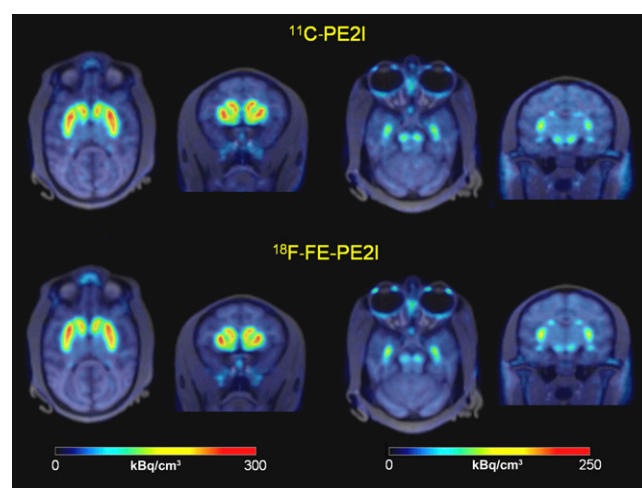 ¹¹C-PE2I
¹⁸F-FE-PE2I
0 kBq/cm³ 300
0 kBq/cm³ 250